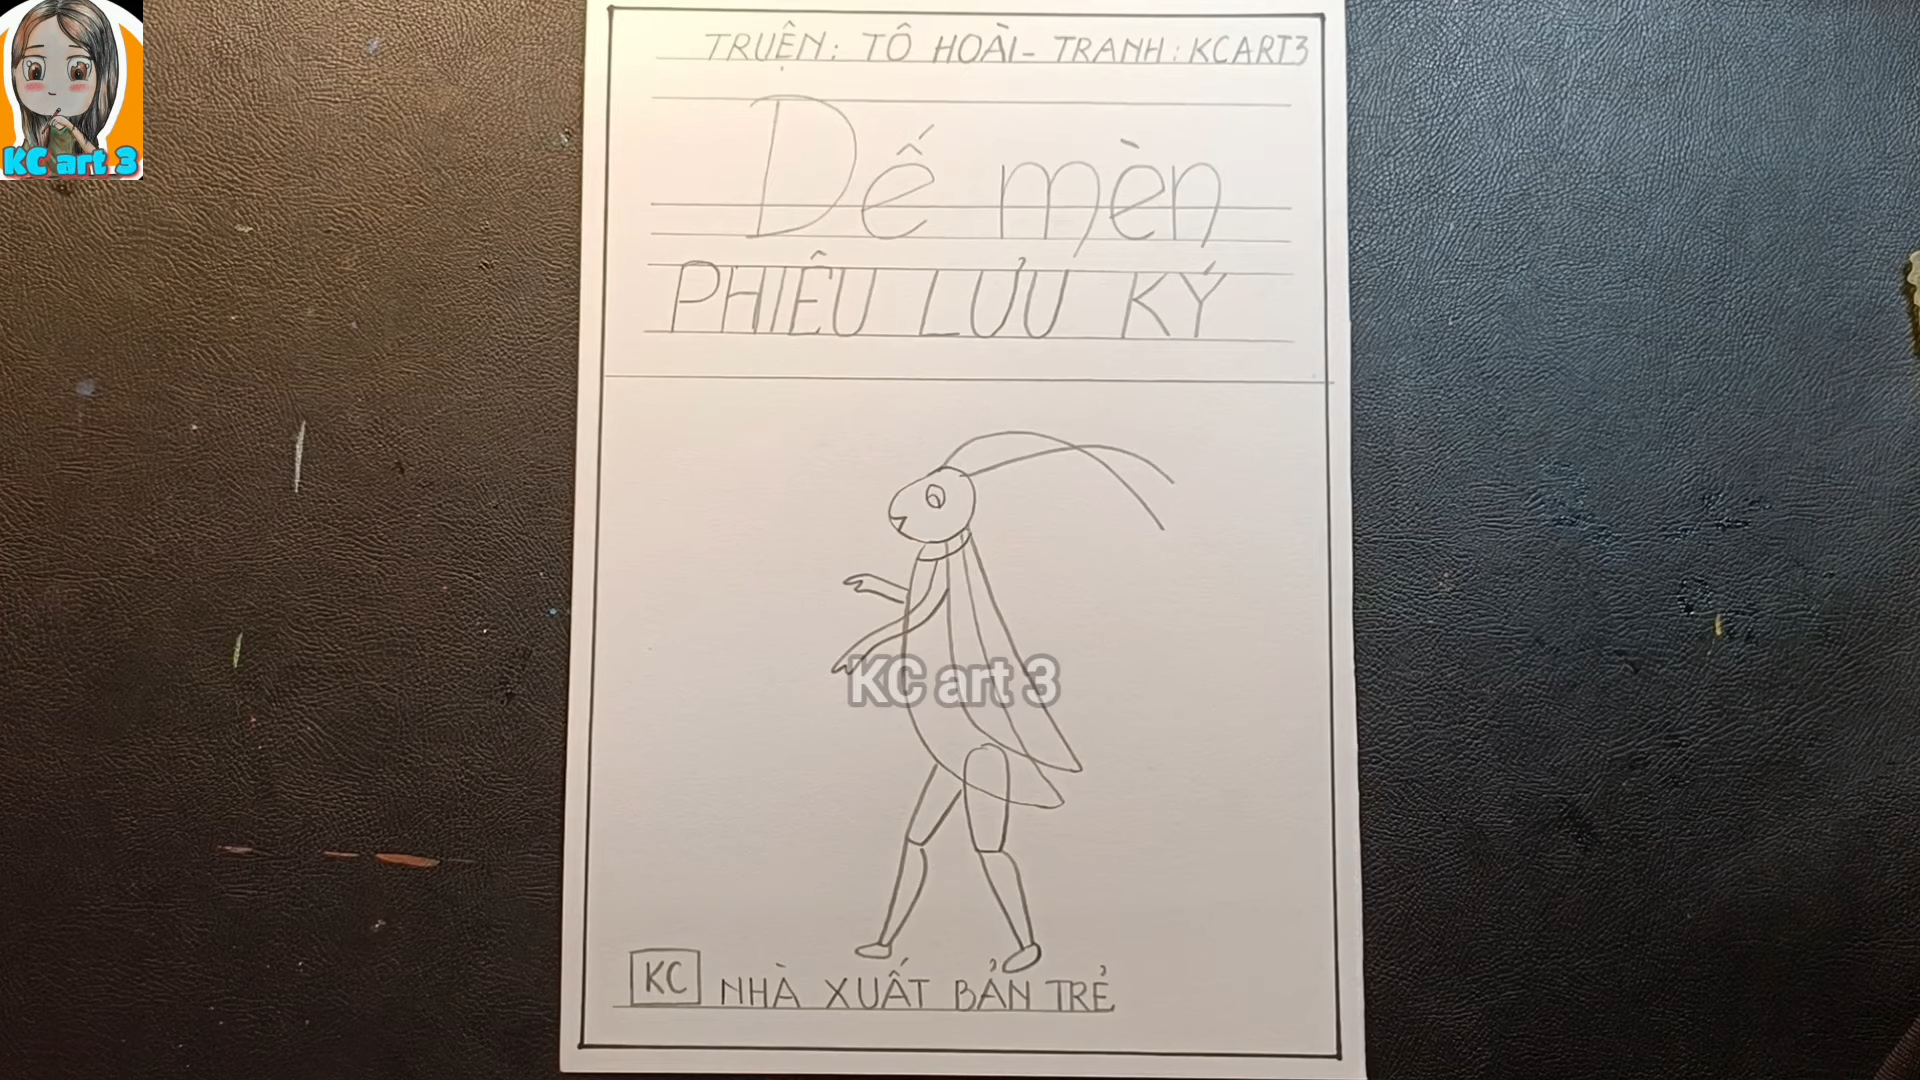 KC art 3
TRUYỆN: TÔ HOÀI - TRANH: KCART3
Dế mèn
PHIÊU LƯU KÝ
KC art 3
KC
NHÀ XUẤT BẢN TRẺ